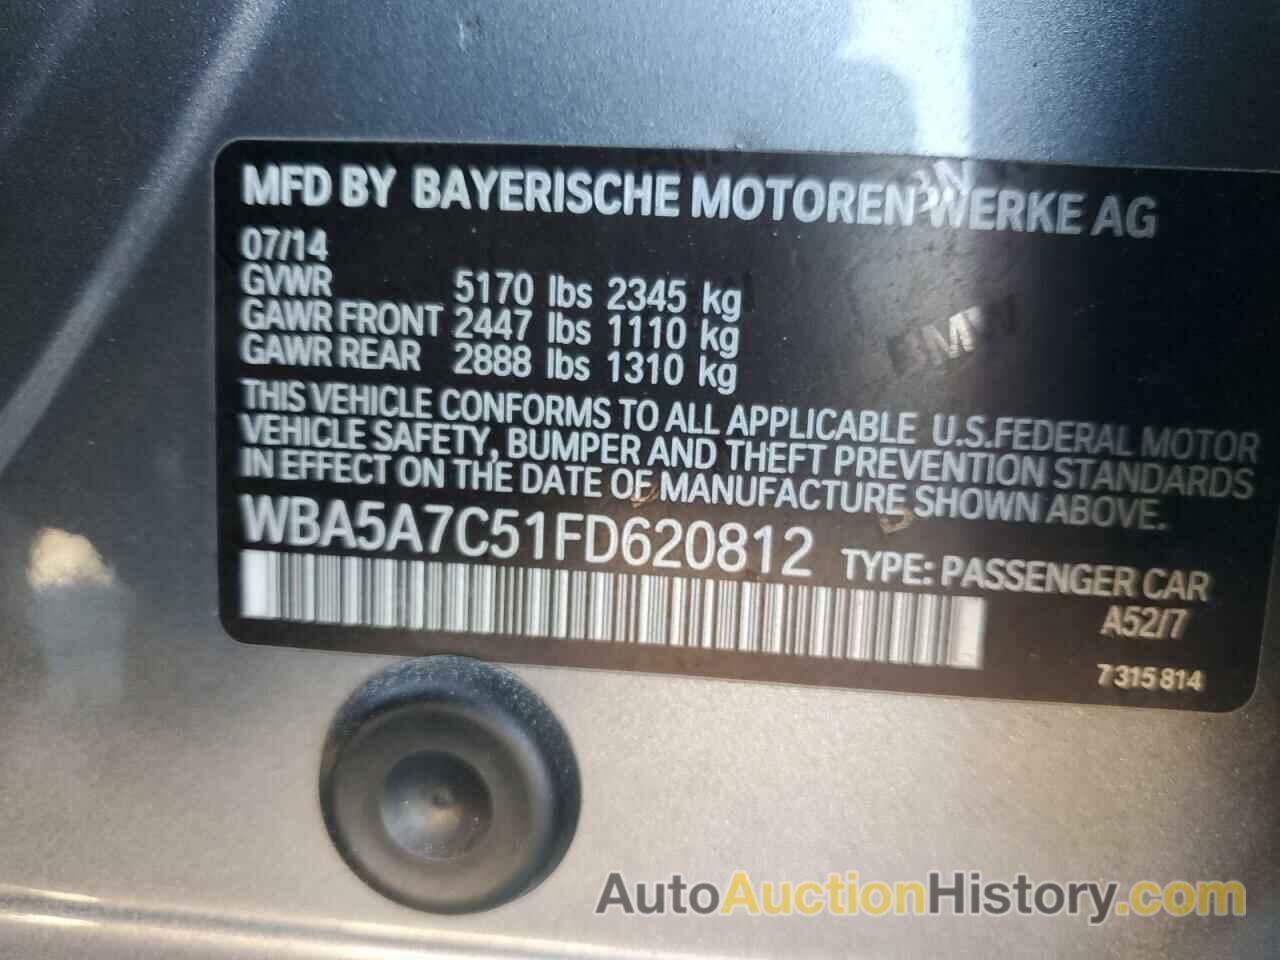 MFD BY BAYERISCHE MOTOREN WERKE AG
07/14
GVWR 5170 lbs 2345 kg
GAWR FRONT 2447 lbs 1110 kg
GAWR REAR 2888 lbs 1310 kg
THIS VEHICLE CONFORMS TO ALL APPLICABLE U.S.FEDERAL MOTOR
VEHICLE SAFETY, BUMPER AND THEFT PREVENTION STANDARDS
IN EFFECT ON THE DATE OF MANUFACTURE SHOWN ABOVE.
WBA5A7C51FD620812 TYPE: PASSENGER CAR
A52/7
7 315 814
AutoAuctionHistory.com